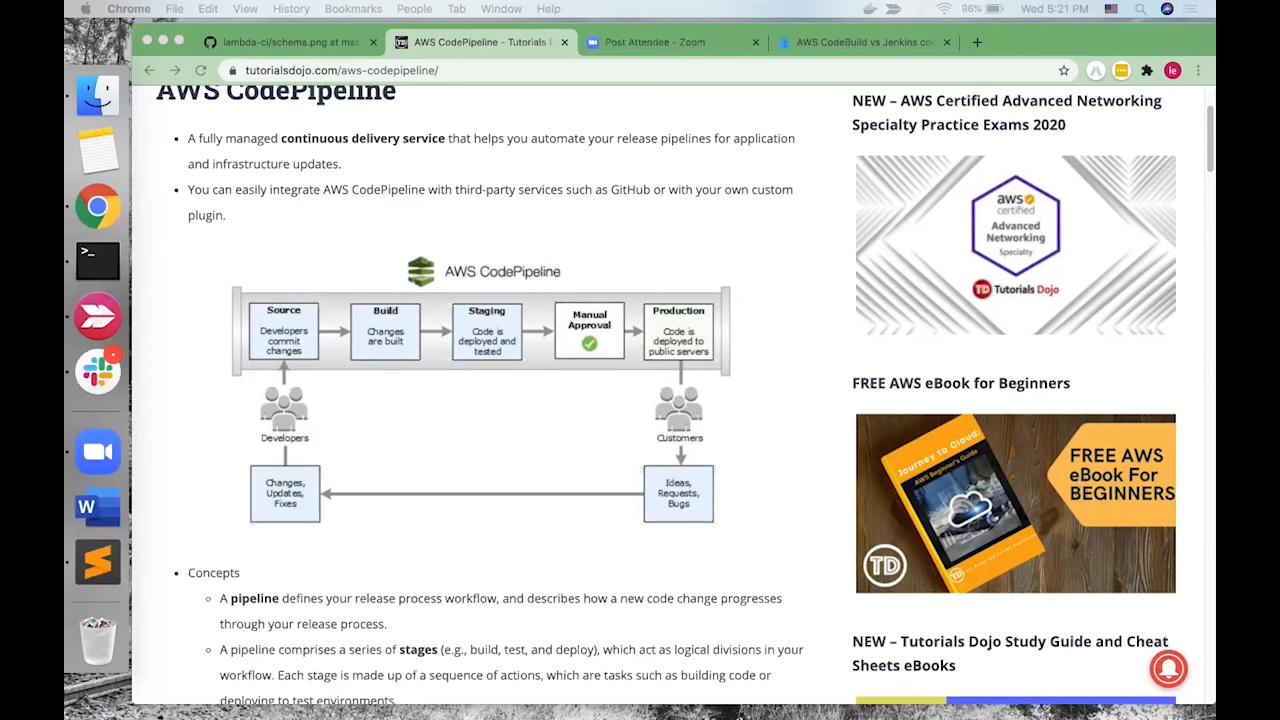 Chrome File Edit View History Bookmarks People Tab Window Help
96% Wed 5:21 PM
lambda-ci/schema.png at mas
AWS CodePipeline - Tutorials
Post Attendee - Zoom
AWS CodeBuild vs Jenkins co
tutorialsdojo.com/aws-codepipeline/
le
AWS CodePipeline
A fully managed continuous delivery service that helps you automate your release pipelines for application
and infrastructure updates.
You can easily integrate AWS CodePipeline with third-party services such as GitHub or with your own custom
plugin.
AWS CodePipeline
Source
Developers
commit
changes
Build
Changes
are built
Staging
Code is
deployed and
tested
Manual
Approval
Production
Code is
deployed to
public servers
Developers
Customers
Changes,
Updates,
Fixes
Ideas,
Requests,
Bugs
Concepts
A pipeline defines your release process workflow, and describes how a new code change progresses
through your release process.
A pipeline comprises a series of stages (e.g., build, test, and deploy), which act as logical divisions in your
workflow. Each stage is made up of a sequence of actions, which are tasks such as building code or
deploying to test environments.
NEW – AWS Certified Advanced Networking
Specialty Practice Exams 2020
aws
certified
Advanced
Networking
Specialty
TD Tutorials Dojo
FREE AWS eBook for Beginners
Journey to Cloud:
AWS Beginner's Guide
FREE AWS
eBook For
BEGINNERS
TD
NEW – Tutorials Dojo Study Guide and Cheat
Sheets eBooks